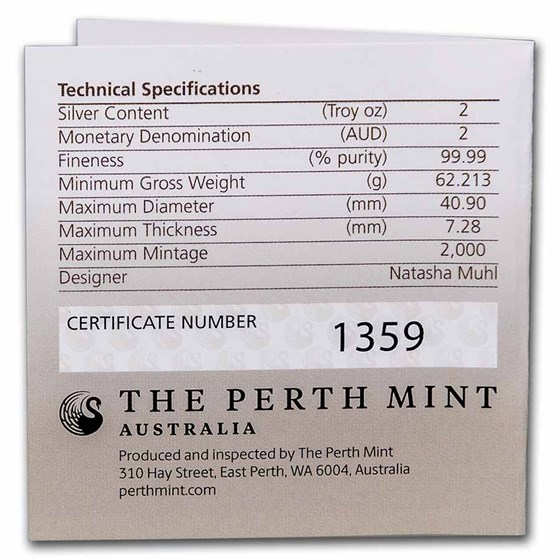 Technical Specifications
Silver Content (Troy oz) 2
Monetary Denomination (AUD) 2
Fineness (% purity) 99.99
Minimum Gross Weight (g) 62.213
Maximum Diameter (mm) 40.90
Maximum Thickness (mm) 7.28
Maximum Mintage 2,000
Designer Natasha Muhl
CERTIFICATE NUMBER 1359
THE PERTH MINT
AUSTRALIA
Produced and inspected by The Perth Mint
310 Hay Street, East Perth, WA 6004, Australia
perthmint.com